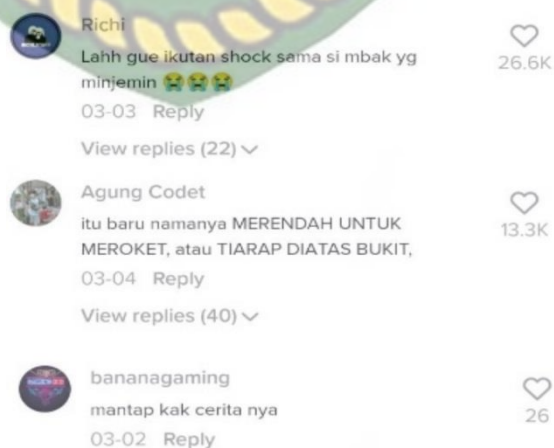 Richi
Lahh gue ikutan shock sama si mbak yg
minjemin 😭😭😭
26.6K
03-03 Reply
View replies (22)
Agung Codet
itu baru namanya MERENDAH UNTUK
MEROKET, atau TIARAP DIATAS BUKIT,
13.3K
03-04 Reply
View replies (40)
bananagaming
mantap kak cerita nya
26
03-02 Reply